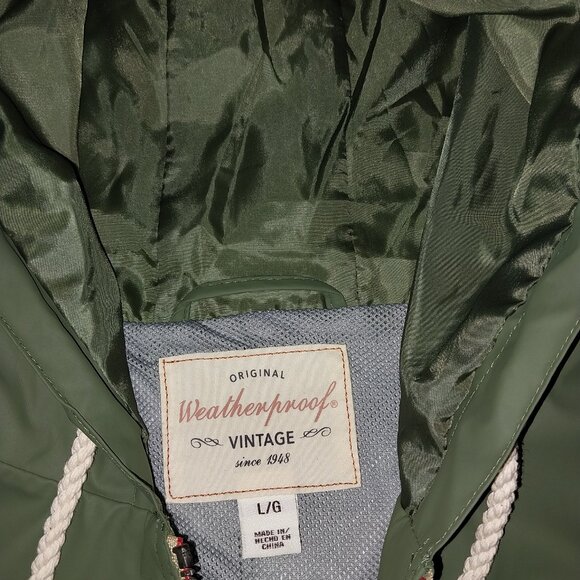 ORIGINAL
Weatherproof®
VINTAGE
since 1948
L/G
MADE IN/
HECHO EN
CHINA